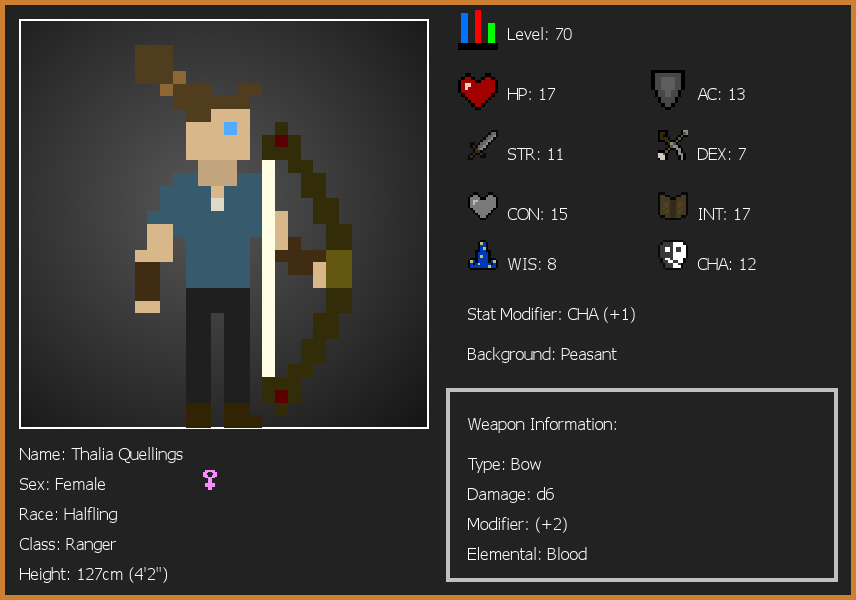 Level: 70
HP: 17
AC: 13
STR: 11
DEX: 7
CON: 15
INT: 17
WIS: 8
CHA: 12
Stat Modifier: CHA (+1)
Background: Peasant
Weapon Information:
Type: Bow
Damage: d6
Modifier: (+2)
Elemental: Blood
Name: Thalia Quellings
Sex: Female
Race: Halfling
Class: Ranger
Height: 127cm (4'2")